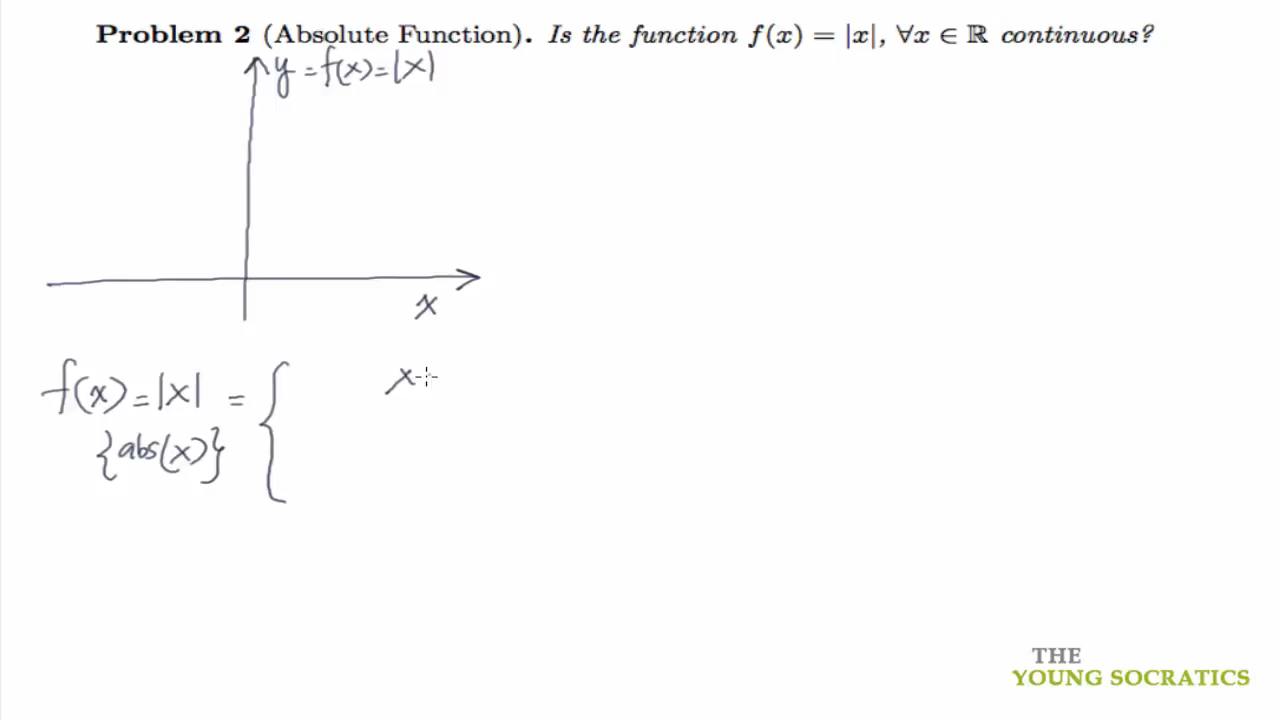 Problem 2 (Absolute Function). Is the function f(x) = |x|, ∀x ∈ ℝ continuous?
y = f(x) = |x|
x
f(x) = |x| = {
x
{abs(x)}
THE
YOUNG SOCRATICS